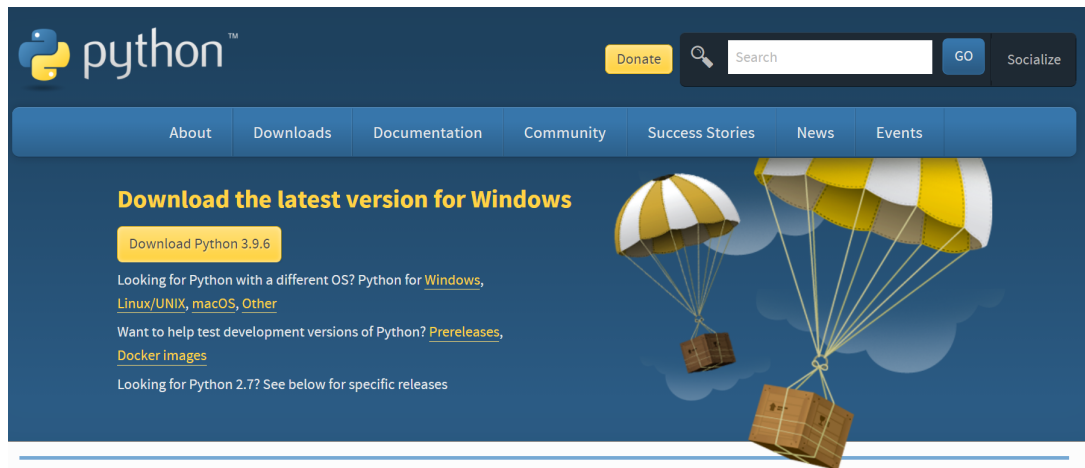 python™
Donate
Search
GO
Socialize
About Downloads Documentation Community Success Stories News Events
Download the latest version for Windows
Download Python 3.9.6
Looking for Python with a different OS? Python for Windows,
Linux/UNIX, macOS, Other
Want to help test development versions of Python? Prereleases,
Docker images
Looking for Python 2.7? See below for specific releases